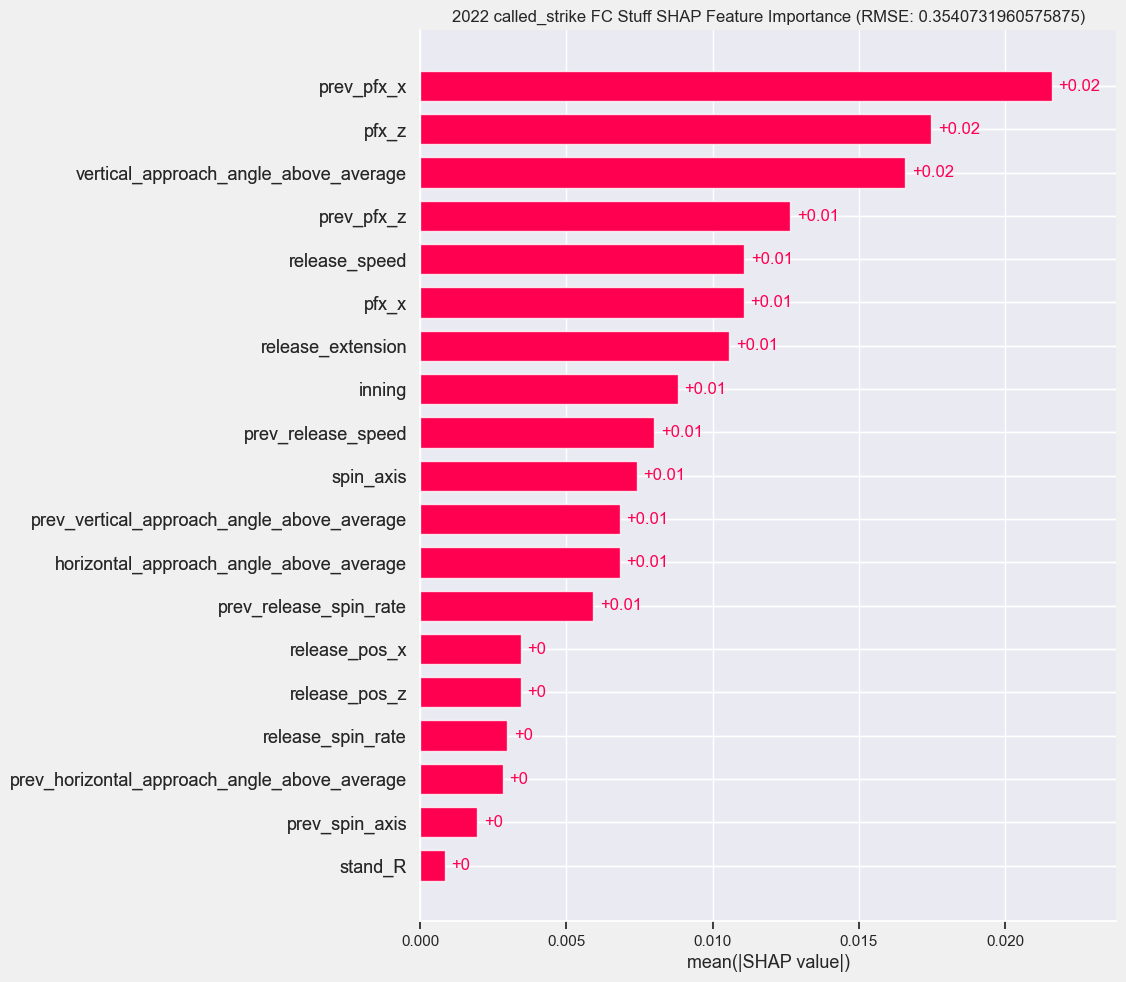 2022 called_strike FC Stuff SHAP Feature Importance (RMSE: 0.3540731960575875)
prev_pfx_x +0.02
pfx_z +0.02
vertical_approach_angle_above_average +0.02
prev_pfx_z +0.01
release_speed +0.01
pfx_x +0.01
release_extension +0.01
inning +0.01
prev_release_speed +0.01
spin_axis +0.01
prev_vertical_approach_angle_above_average +0.01
horizontal_approach_angle_above_average +0.01
prev_release_spin_rate +0.01
release_pos_x +0
release_pos_z +0
release_spin_rate +0
prev_horizontal_approach_angle_above_average +0
prev_spin_axis +0
stand_R +0
0.000 0.005 0.010 0.015 0.020
mean(|SHAP value|)